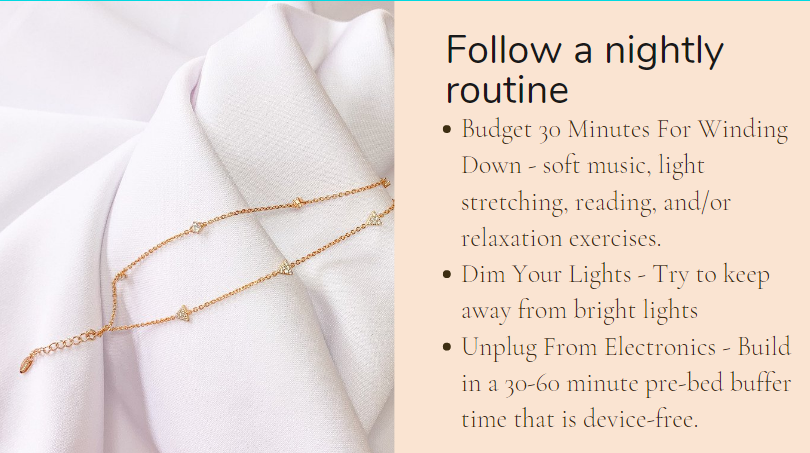 Follow a nightly
routine
• Budget 30 Minutes For Winding
Down - soft music, light
stretching, reading, and/or
relaxation exercises.
• Dim Your Lights - Try to keep
away from bright lights
• Unplug From Electronics - Build
in a 30-60 minute pre-bed buffer
time that is device-free.